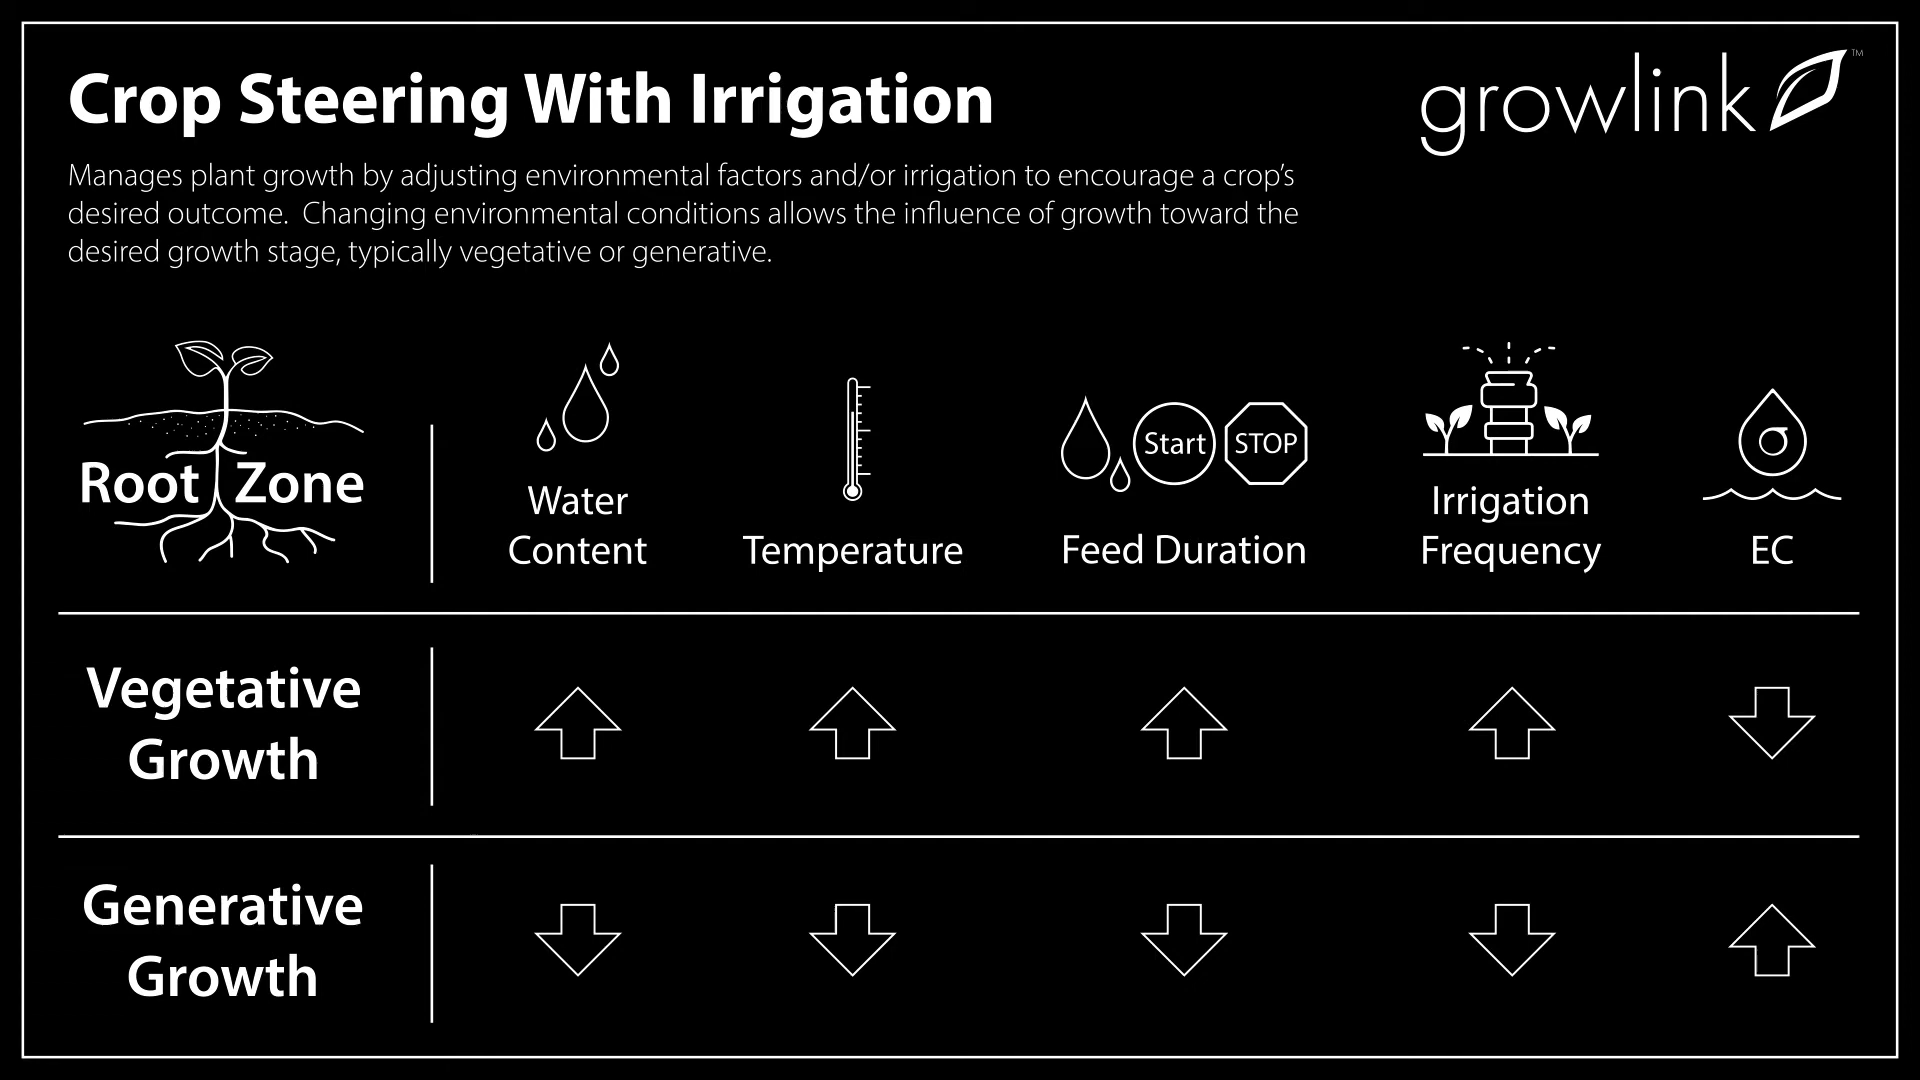 Crop Steering With Irrigation
growlink™
Manages plant growth by adjusting environmental factors and/or irrigation to encourage a crop's
desired outcome.  Changing environmental conditions allows the influence of growth toward the
desired growth stage, typically vegetative or generative.
Root Zone
Water
Content
Temperature
Start
STOP
Feed Duration
Irrigation
Frequency
EC
Vegetative
Growth
Generative
Growth